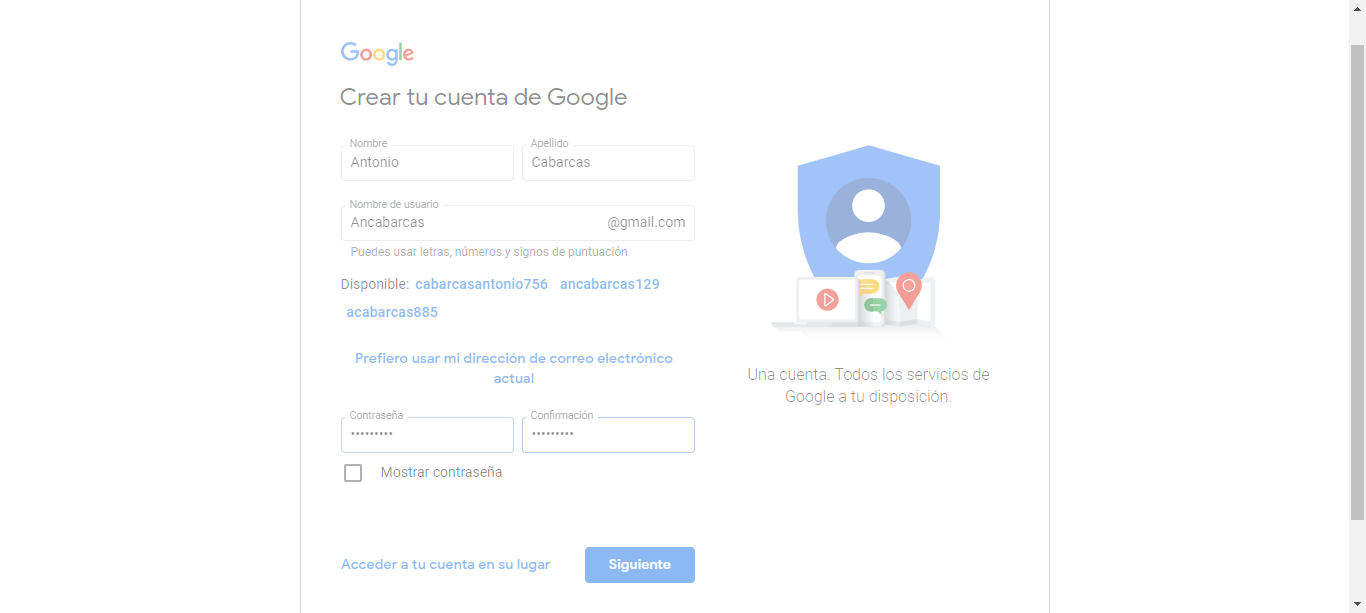 Google
Crear tu cuenta de Google
Nombre
Antonio
Apellido
Cabarcas
Nombre de usuario
Ancabarcas @gmail.com
Puedes usar letras, números y signos de puntuación
Disponible: cabarcasantonio756 ancabarcas129
acabarcas885
Prefiero usar mi dirección de correo electrónico
actual
Contraseña
•••••••••
Confirmación
•••••••••
Mostrar contraseña
Acceder a tu cuenta en su lugar
Siguiente
Una cuenta. Todos los servicios de
Google a tu disposición.